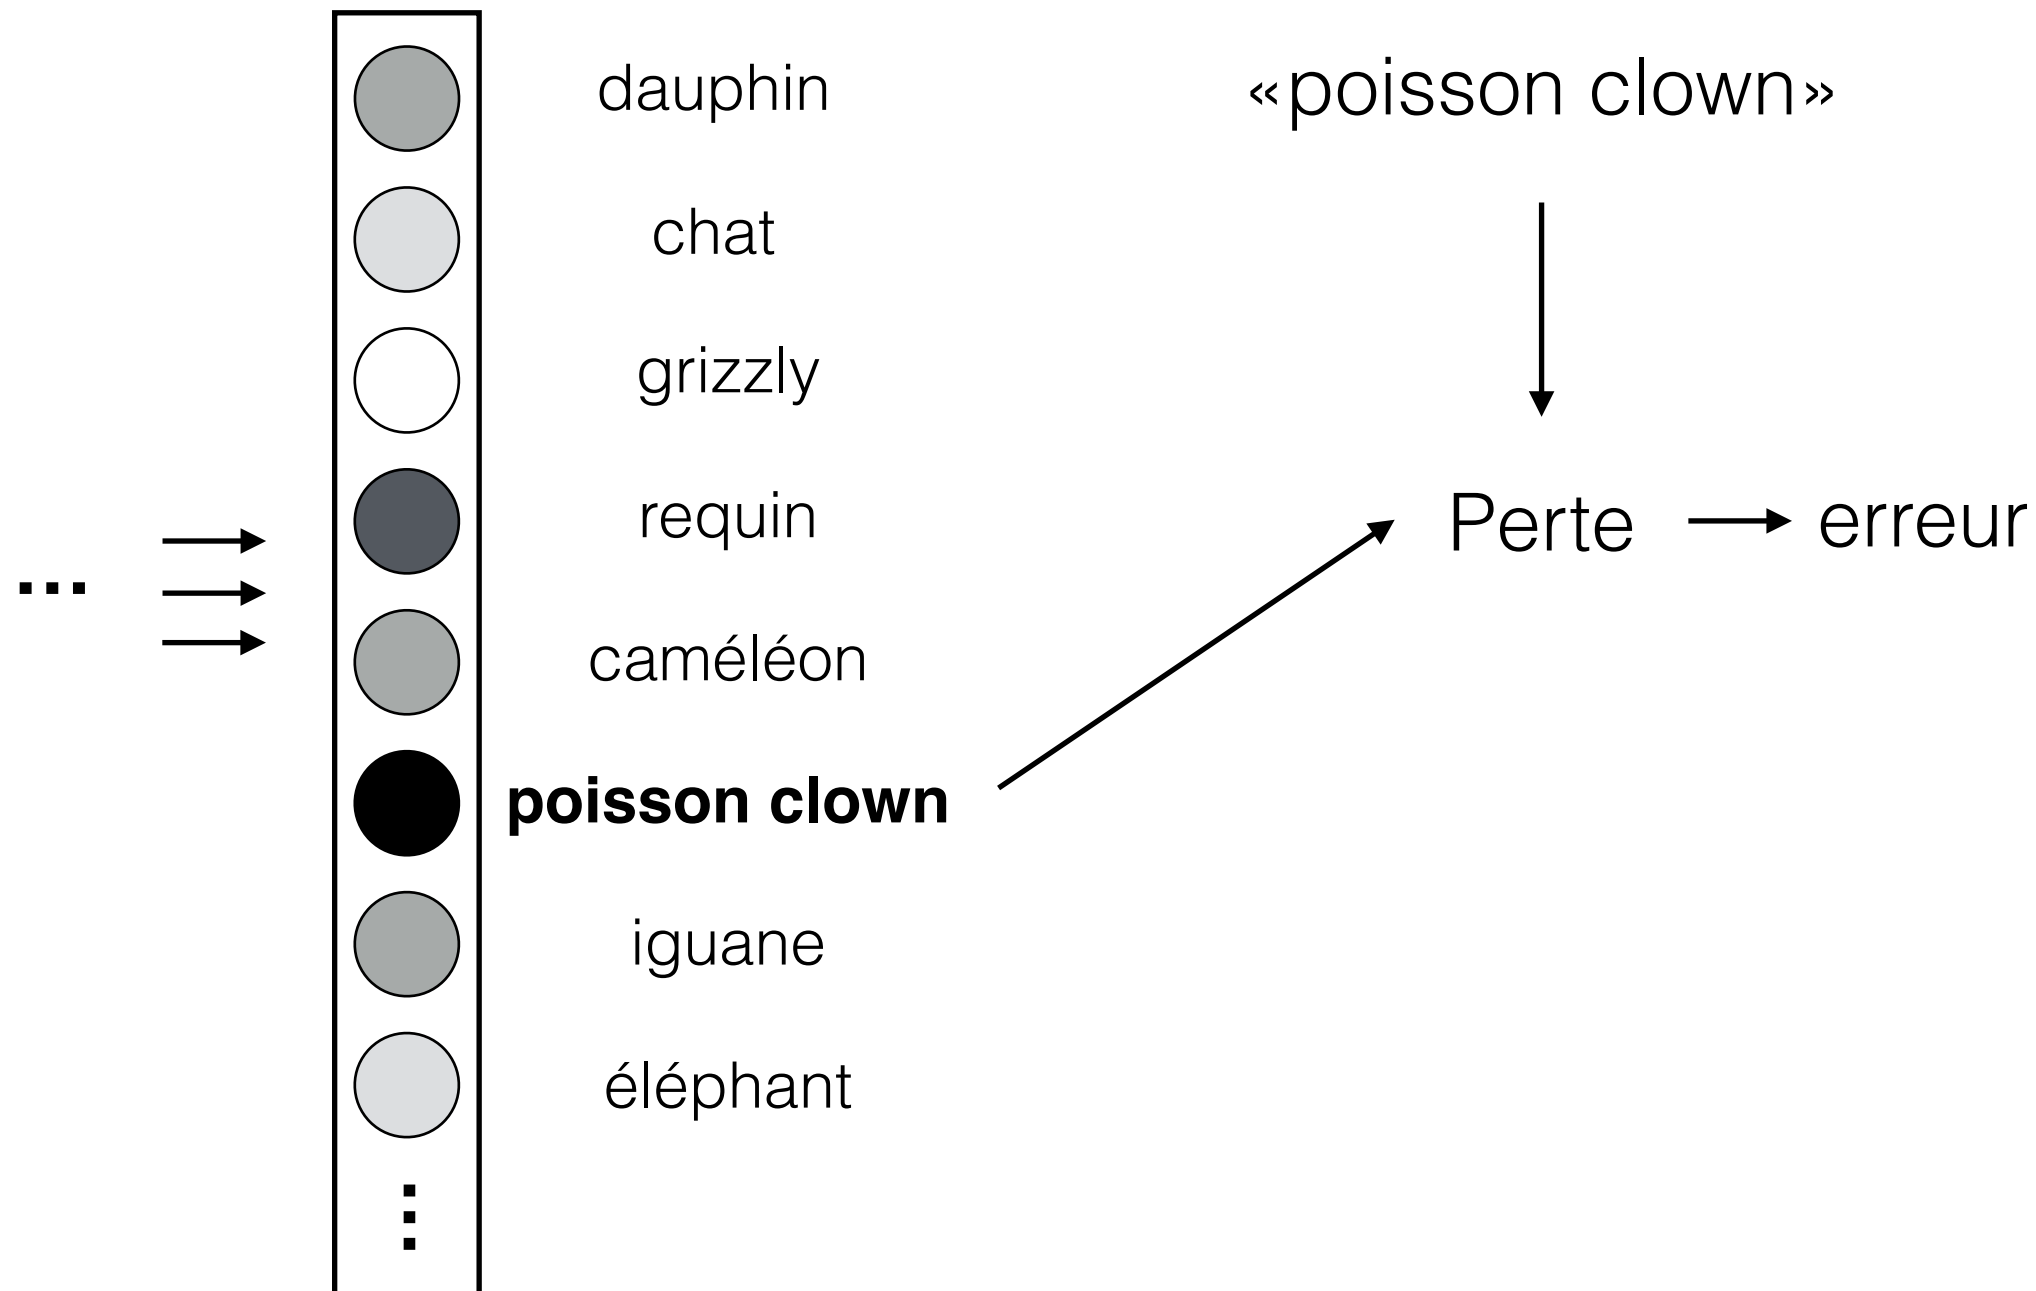 dauphin
«poisson clown»
chat
grizzly
requin
Perte
erreur
...
caméléon
poisson clown
iguane
éléphant
...